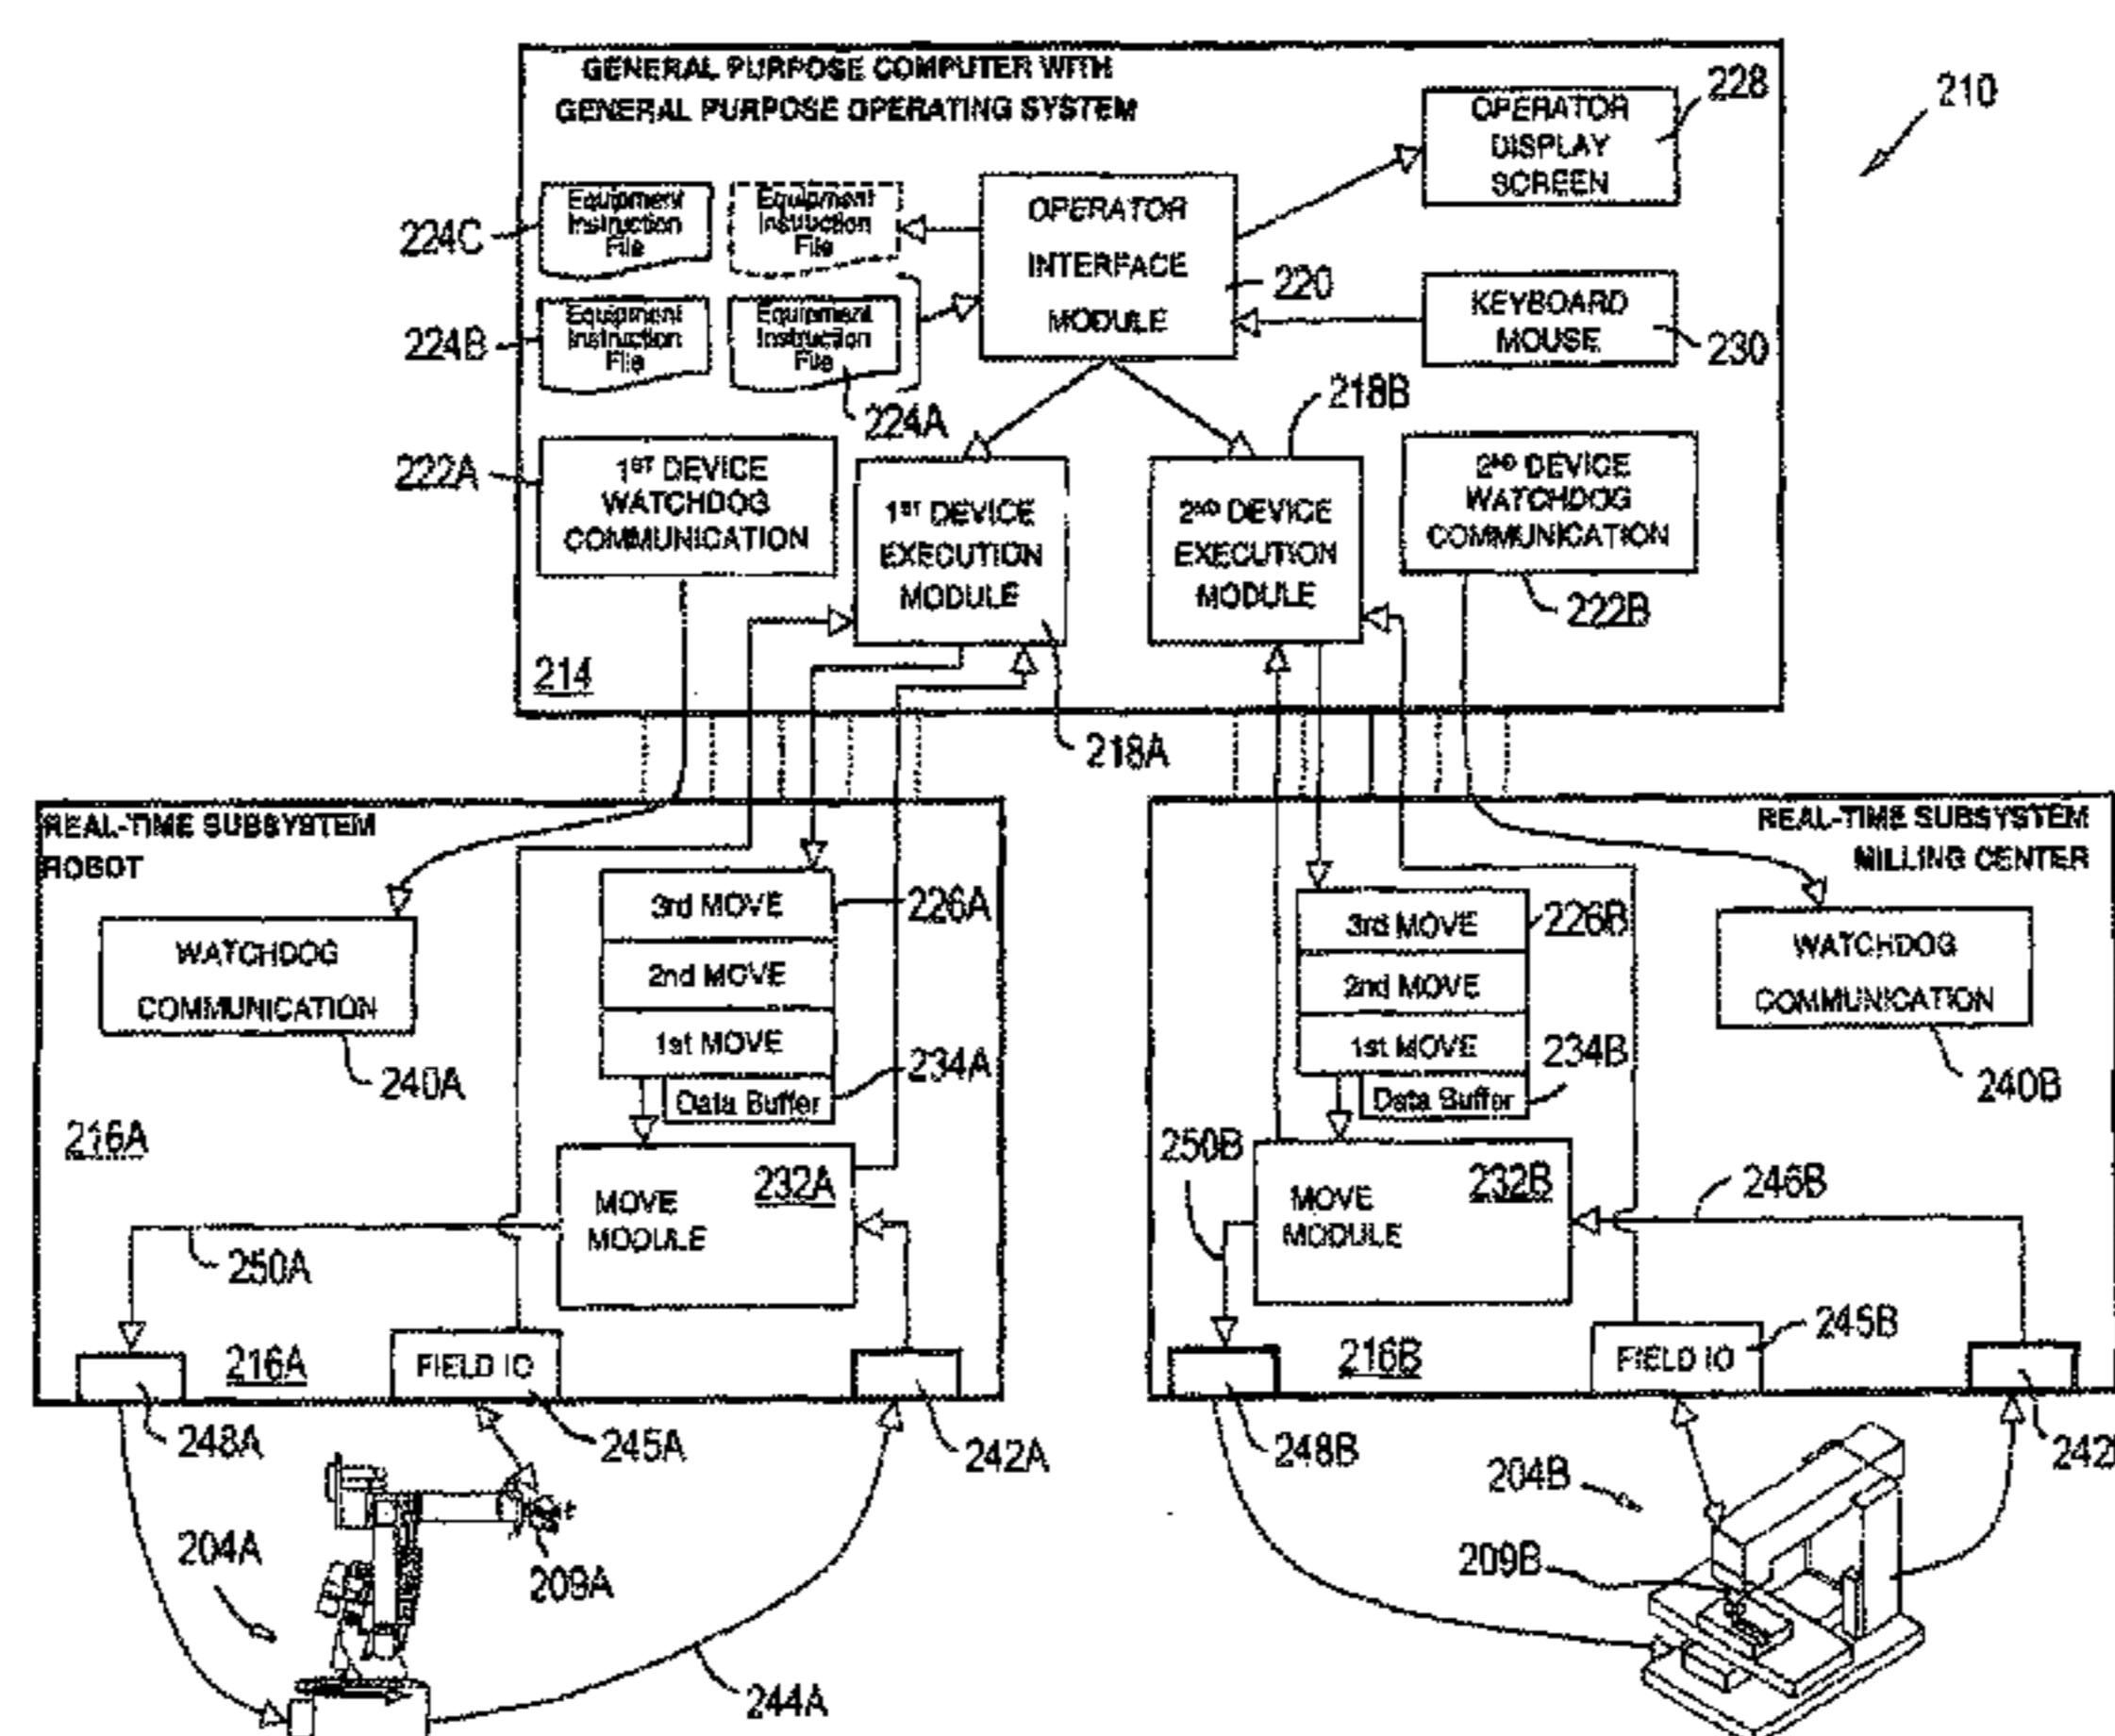 GENERAL PURPOSE COMPUTER WITH
GENERAL PURPOSE OPERATING SYSTEM
OPERATOR
DISPLAY
SCREEN
228
210
224C
Equipment
Instruction
File
Equipment
Instruction
File
OPERATOR
INTERFACE
MODULE
220
KEYBOARD
MOUSE
230
224B
Equipment
Instruction
File
Equipment
Instruction
File
224A
218B
222A
1ST DEVICE
WATCHDOG
COMMUNICATION
1ST DEVICE
EXECUTION
MODULE
2ND DEVICE
EXECUTION
MODULE
2ND DEVICE
WATCHDOG
COMMUNICATION
222B
214
218A
REAL-TIME SUBSYSTEM
ROBOT
WATCHDOG
COMMUNICATION
240A
216A
3rd MOVE
2nd MOVE
1st MOVE
Data Buffer
226A
234A
MOVE
MODULE
232A
250A
216A
FIELD IO
248A
245A
242A
204A
209A
244A
REAL-TIME SUBSYSTEM
MILLING CENTER
3rd MOVE
2nd MOVE
1st MOVE
Data Buffer
226B
234B
WATCHDOG
COMMUNICATION
240B
250B
MOVE
MODULE
232B
246B
216B
FIELD IO
245B
248B
204B
209B